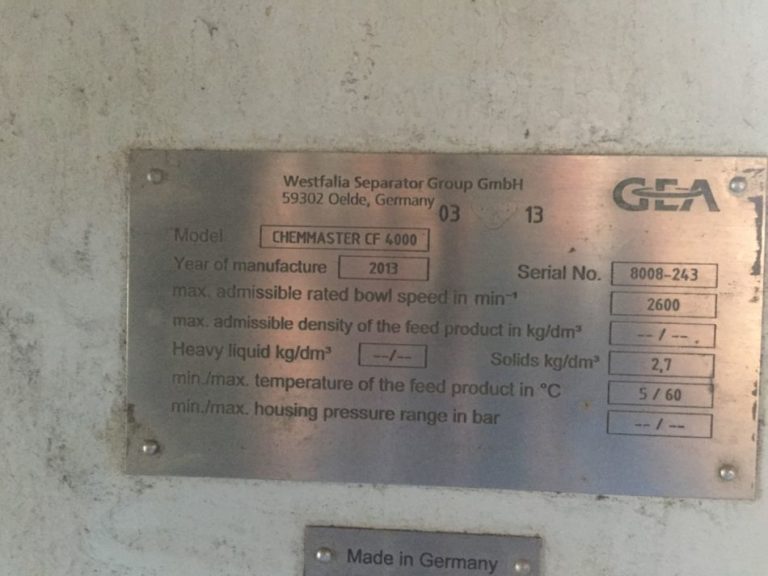 Westfalia Separator Group GmbH
59302 Oelde, Germany
GEA
03 13
Model CHEMMASTER CF 4000
Year of manufacture 2013 Serial No. 8008-243
max. admissible rated bowl speed in min⁻¹ 2600
max. admissible density of the feed product in kg/dm³ --/--
Heavy liquid kg/dm³ --/-- Solids kg/dm³ 2,7
min./max. temperature of the feed product in °C 5 / 60
min./max. housing pressure range in bar --/--
Made in Germany